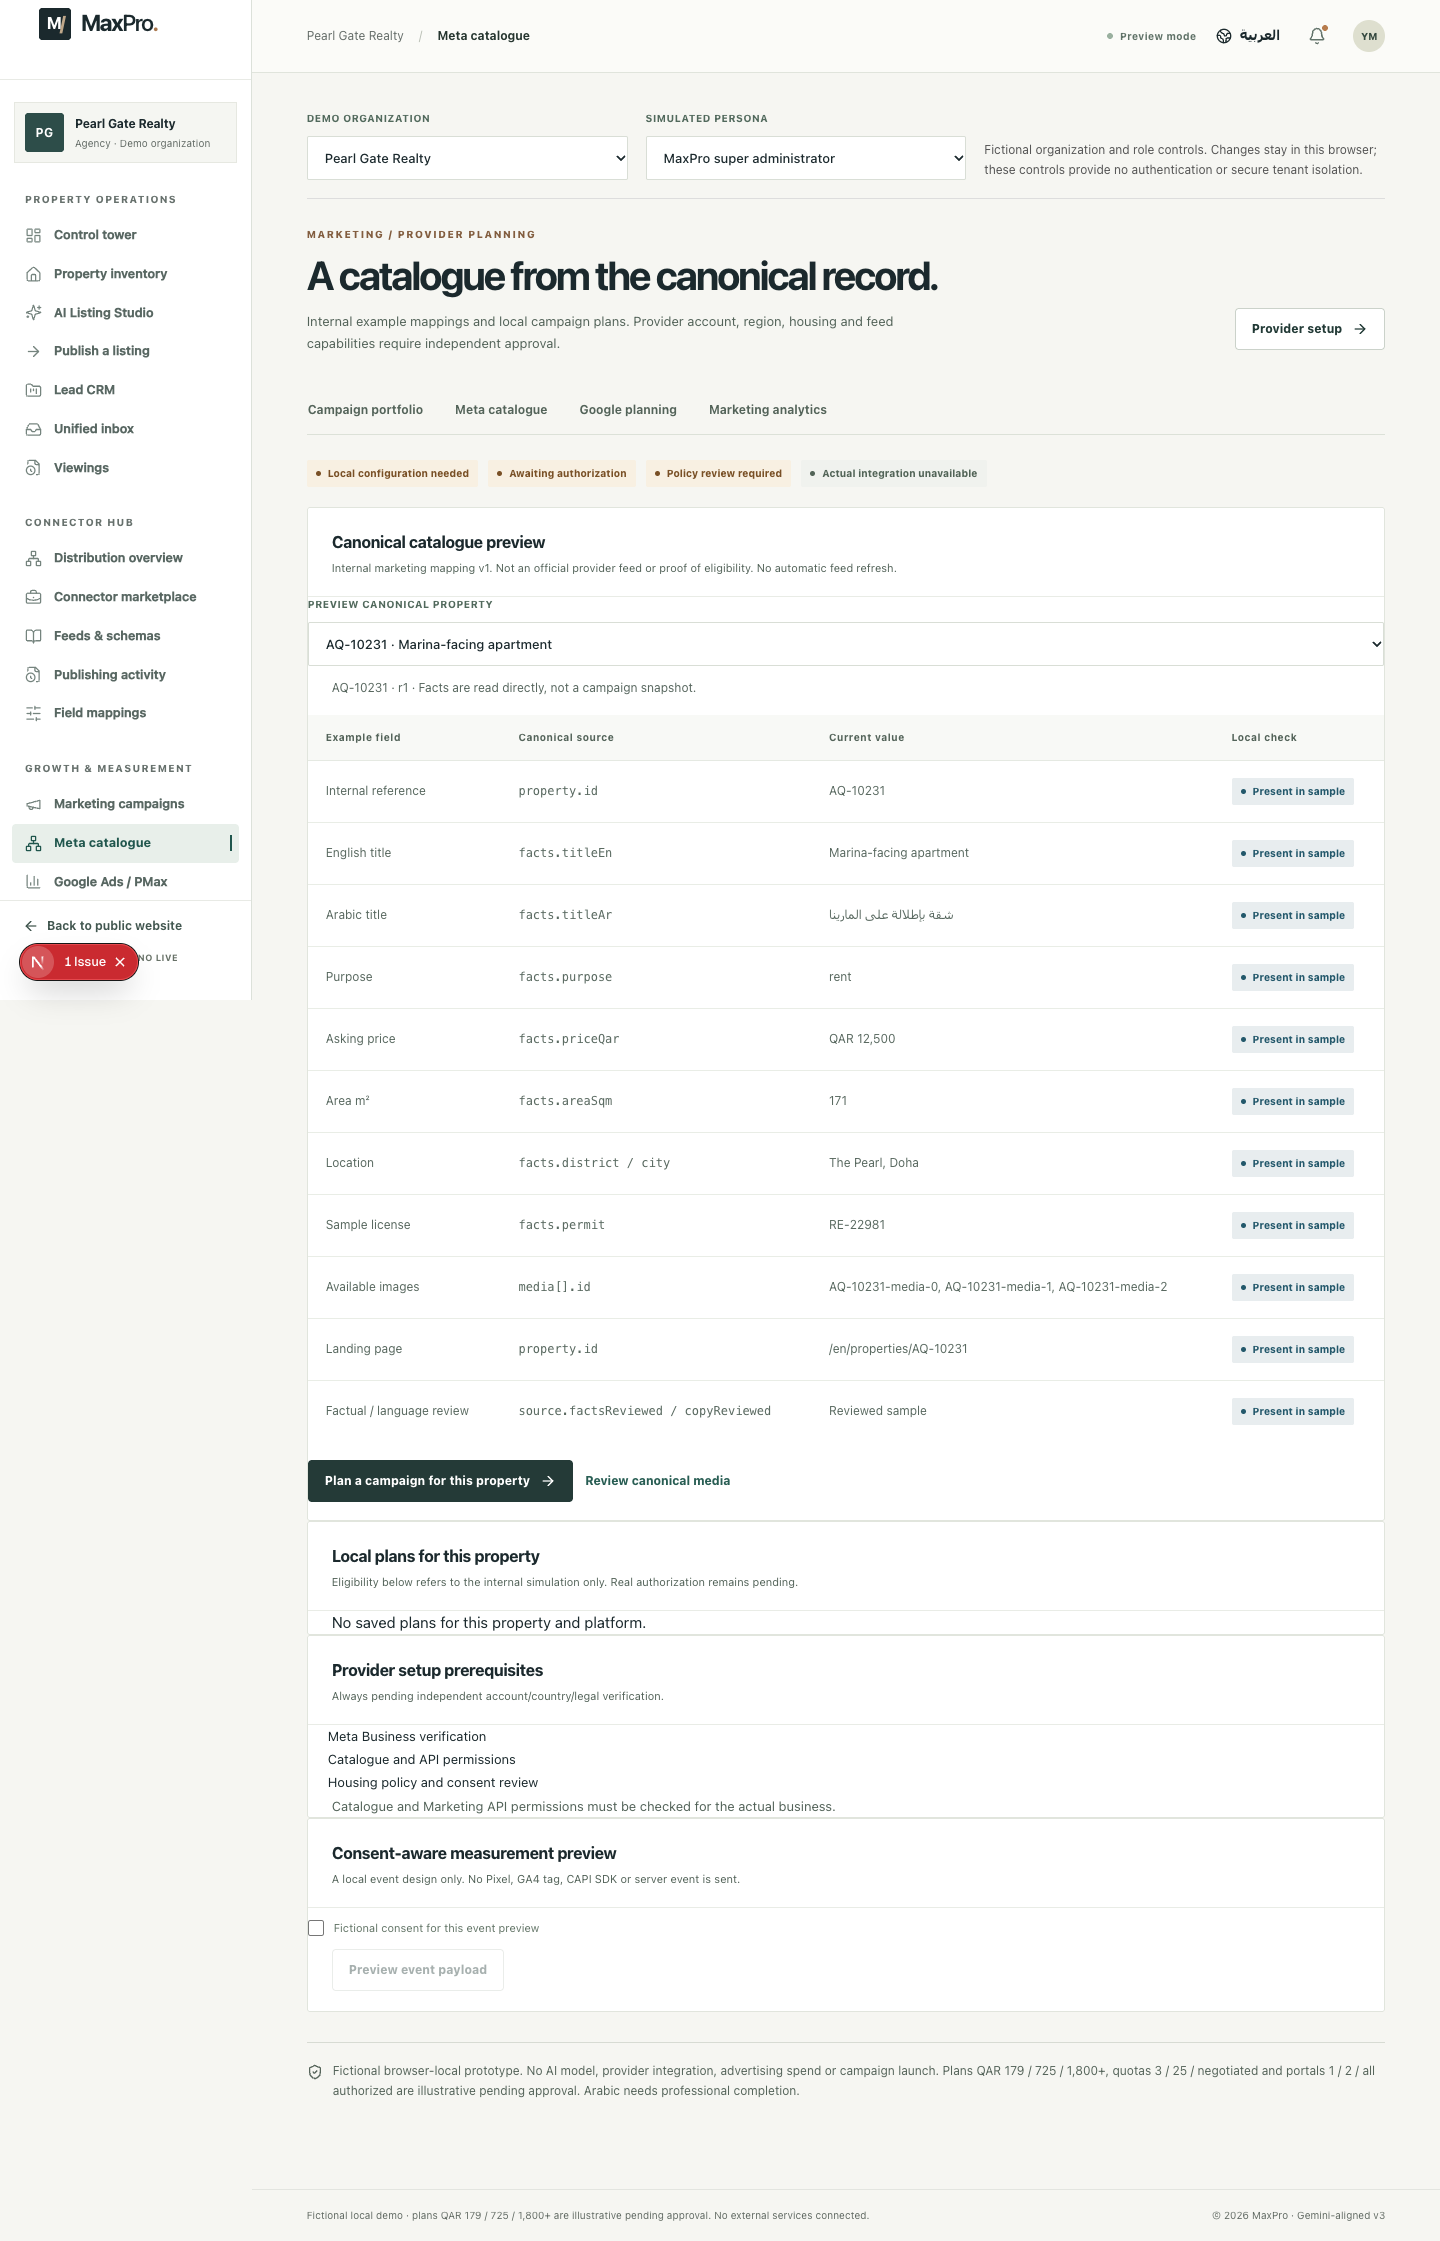 M/ MaxPro.
PG
Pearl Gate Realty
Agency · Demo organization
PROPERTY OPERATIONS
Control tower
Property inventory
AI Listing Studio
Publish a listing
Lead CRM
Unified inbox
Viewings
CONNECTOR HUB
Distribution overview
Connector marketplace
Feeds & schemas
Publishing activity
Field mappings
GROWTH & MEASUREMENT
Marketing campaigns
Meta catalogue
Google Ads / PMax
Back to public website
NO LIVE
N 1 Issue
Pearl Gate Realty / Meta catalogue
Preview mode
العربية
YM
DEMO ORGANIZATION
Pearl Gate Realty
SIMULATED PERSONA
MaxPro super administrator
Fictional organization and role controls. Changes stay in this browser;
these controls provide no authentication or secure tenant isolation.
MARKETING / PROVIDER PLANNING
A catalogue from the canonical record.
Internal example mappings and local campaign plans. Provider account, region, housing and feed
capabilities require independent approval.
Provider setup
Campaign portfolio Meta catalogue Google planning Marketing analytics
Local configuration needed Awaiting authorization Policy review required Actual integration unavailable
Canonical catalogue preview
Internal marketing mapping v1. Not an official provider feed or proof of eligibility. No automatic feed refresh.
PREVIEW CANONICAL PROPERTY
AQ-10231 · Marina-facing apartment
AQ-10231 · r1 · Facts are read directly, not a campaign snapshot.
Example field Canonical source Current value Local check
Internal reference property.id AQ-10231 Present in sample
English title facts.titleEn Marina-facing apartment Present in sample
Arabic title facts.titleAr شقة بإطلالة على المارينا Present in sample
Purpose facts.purpose rent Present in sample
Asking price facts.priceQar QAR 12,500 Present in sample
Area m² facts.areaSqm 171 Present in sample
Location facts.district / city The Pearl, Doha Present in sample
Sample license facts.permit RE-22981 Present in sample
Available images media[].id AQ-10231-media-0, AQ-10231-media-1, AQ-10231-media-2 Present in sample
Landing page property.id /en/properties/AQ-10231 Present in sample
Factual / language review source.factsReviewed / copyReviewed Reviewed sample Present in sample
Plan a campaign for this property Review canonical media
Local plans for this property
Eligibility below refers to the internal simulation only. Real authorization remains pending.
No saved plans for this property and platform.
Provider setup prerequisites
Always pending independent account/country/legal verification.
Meta Business verification
Catalogue and API permissions
Housing policy and consent review
Catalogue and Marketing API permissions must be checked for the actual business.
Consent-aware measurement preview
A local event design only. No Pixel, GA4 tag, CAPI SDK or server event is sent.
Fictional consent for this event preview
Preview event payload
Fictional browser-local prototype. No AI model, provider integration, advertising spend or campaign launch. Plans QAR 179 / 725 / 1,800+, quotas 3 / 25 / negotiated and portals 1 / 2 / all
authorized are illustrative pending approval. Arabic needs professional completion.
Fictional local demo · plans QAR 179 / 725 / 1,800+ are illustrative pending approval. No external services connected.
© 2026 MaxPro · Gemini-aligned v3